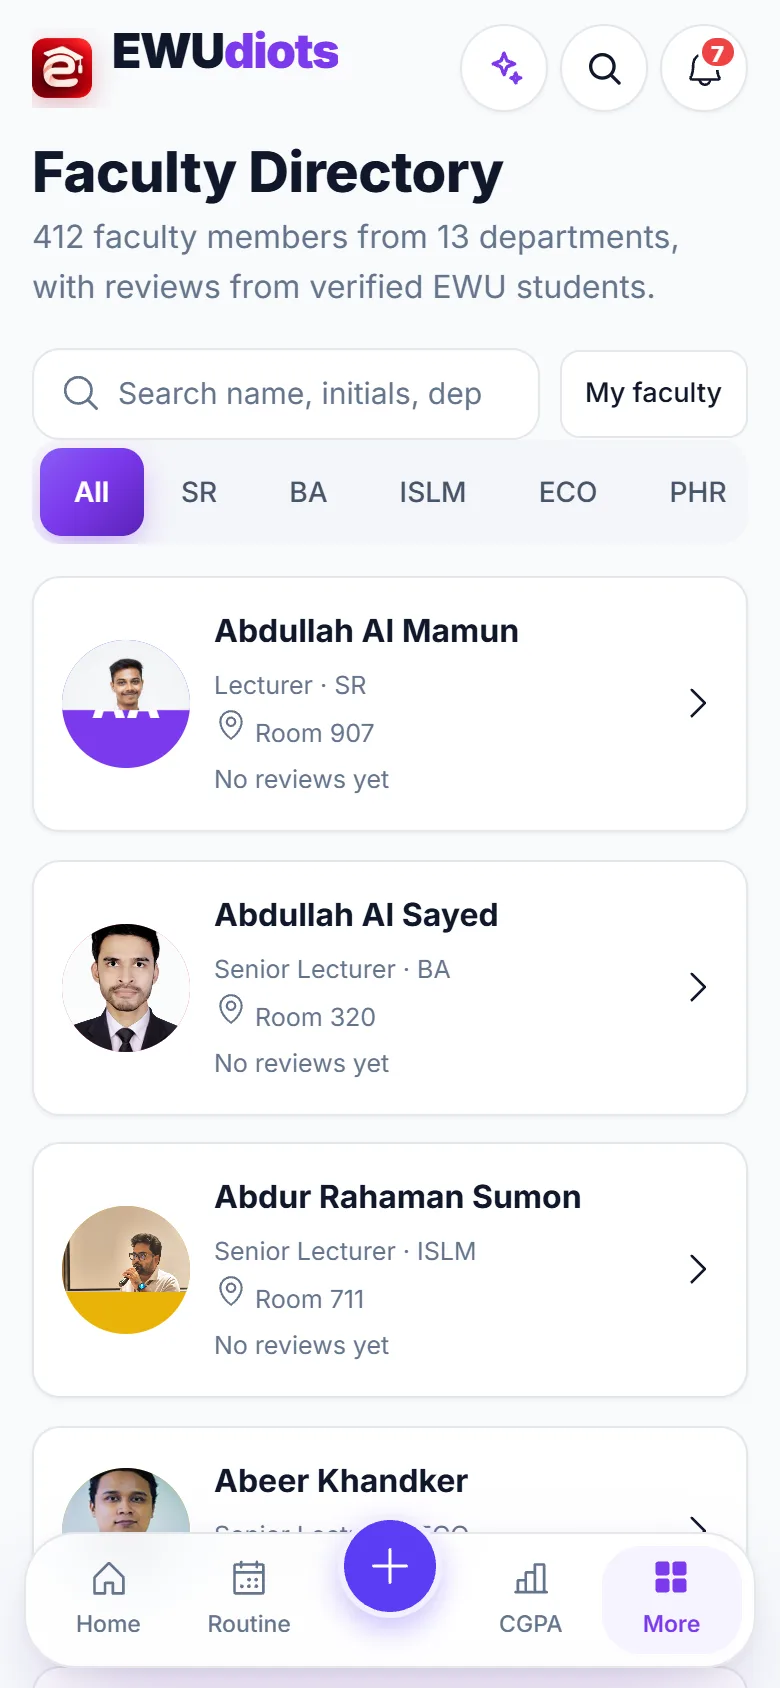 EWUdiots
7
Faculty Directory
412 faculty members from 13 departments,
with reviews from verified EWU students.
Search name, initials, dep
My faculty
All SR BA ISLM ECO PHR
Abdullah Al Mamun
Lecturer · SR
Room 907
No reviews yet
Abdullah Al Sayed
Senior Lecturer · BA
Room 320
No reviews yet
Abdur Rahaman Sumon
Senior Lecturer · ISLM
Room 711
No reviews yet
Abeer Khandker
Home Routine CGPA More